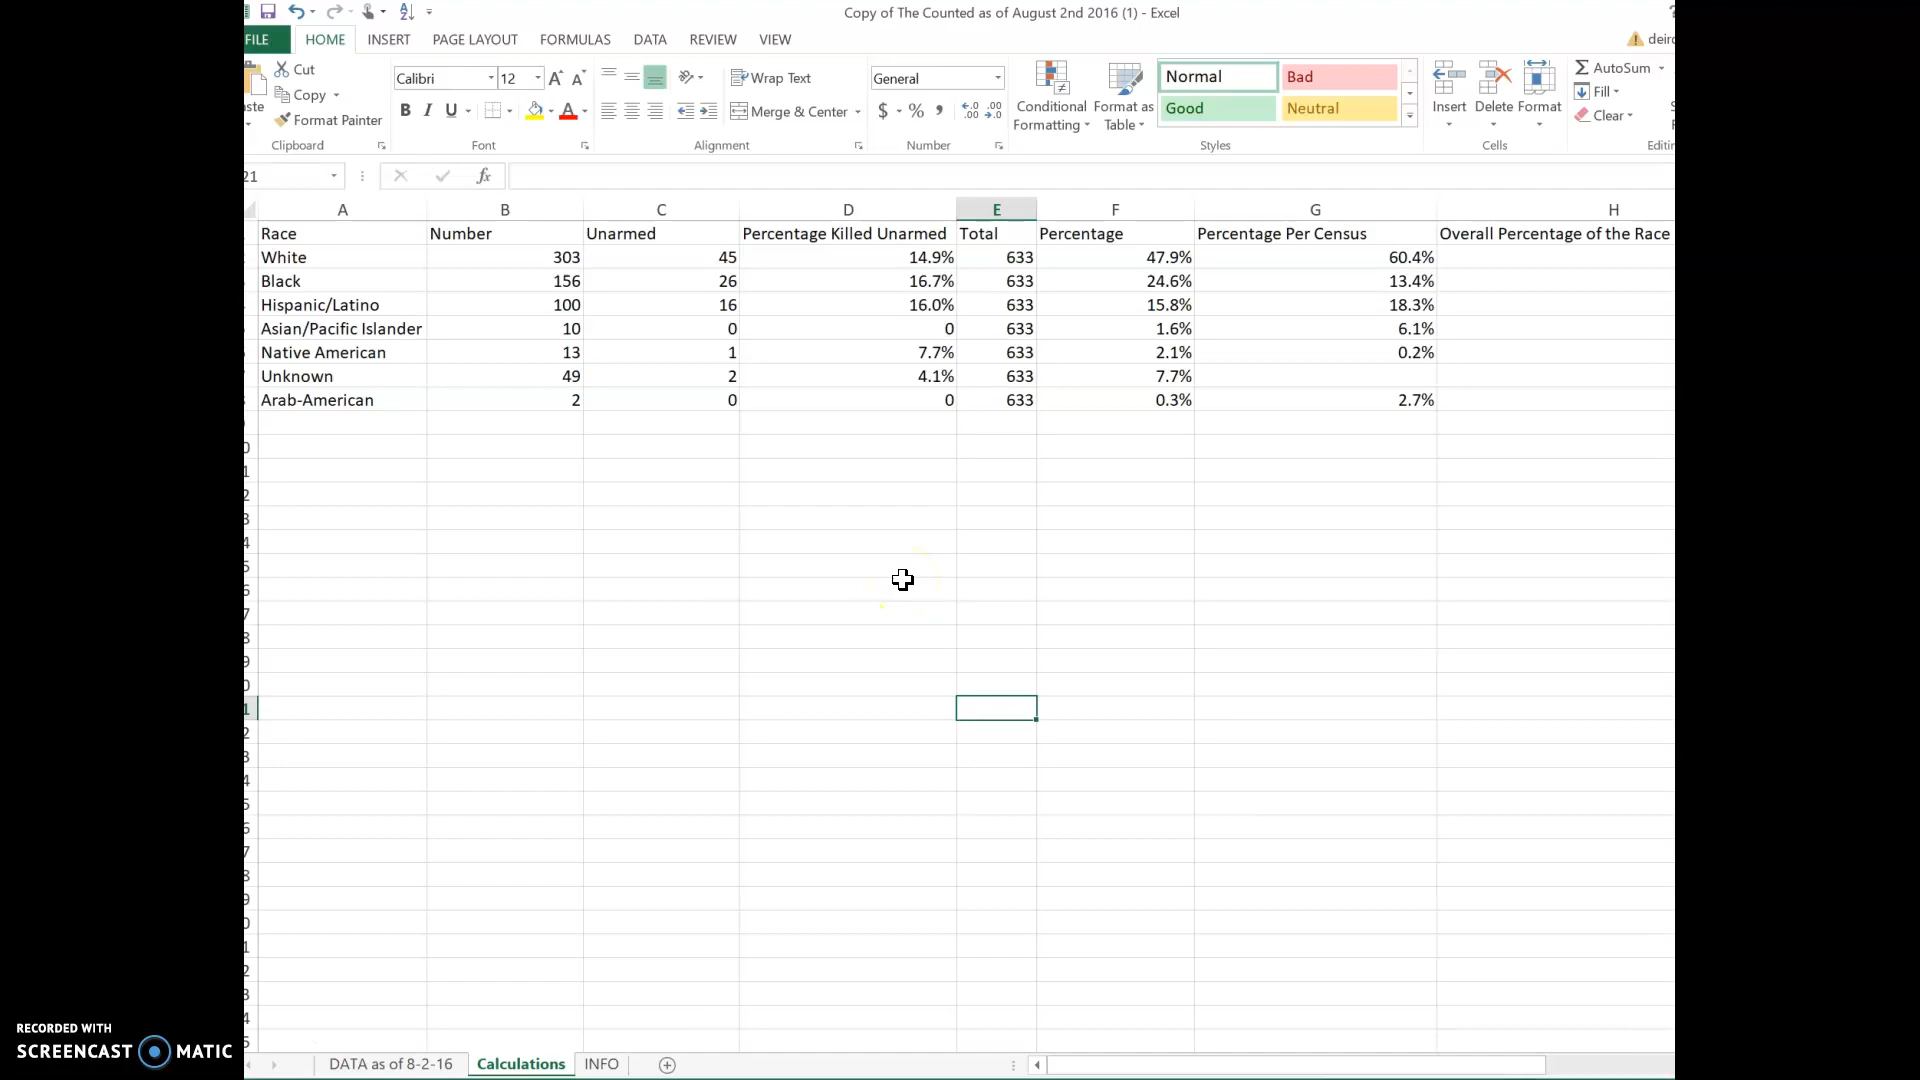 Copy of The Counted as of August 2nd 2016 (1) - Excel
FILE HOME INSERT PAGE LAYOUT FORMULAS DATA REVIEW VIEW
Cut
Copy
Format Painter
Clipboard
Calibri 12
B I U
Font
Wrap Text
Merge & Center
Alignment
General
$ % ,
Number
Conditional Formatting
Format as Table
Normal Bad
Good Neutral
Styles
Insert Delete Format
Cells
AutoSum
Fill
Clear
21
fx
A B C D E F G H
Race Number Unarmed Percentage Killed Unarmed Total Percentage Percentage Per Census Overall Percentage of the Race
White 303 45 14.9% 633 47.9% 60.4%
Black 156 26 16.7% 633 24.6% 13.4%
Hispanic/Latino 100 16 16.0% 633 15.8% 18.3%
Asian/Pacific Islander 10 0 0 633 1.6% 6.1%
Native American 13 1 7.7% 633 2.1% 0.2%
Unknown 49 2 4.1% 633 7.7%
Arab-American 2 0 0 633 0.3% 2.7%
DATA as of 8-2-16 Calculations INFO
RECORDED WITH
SCREENCAST MATIC